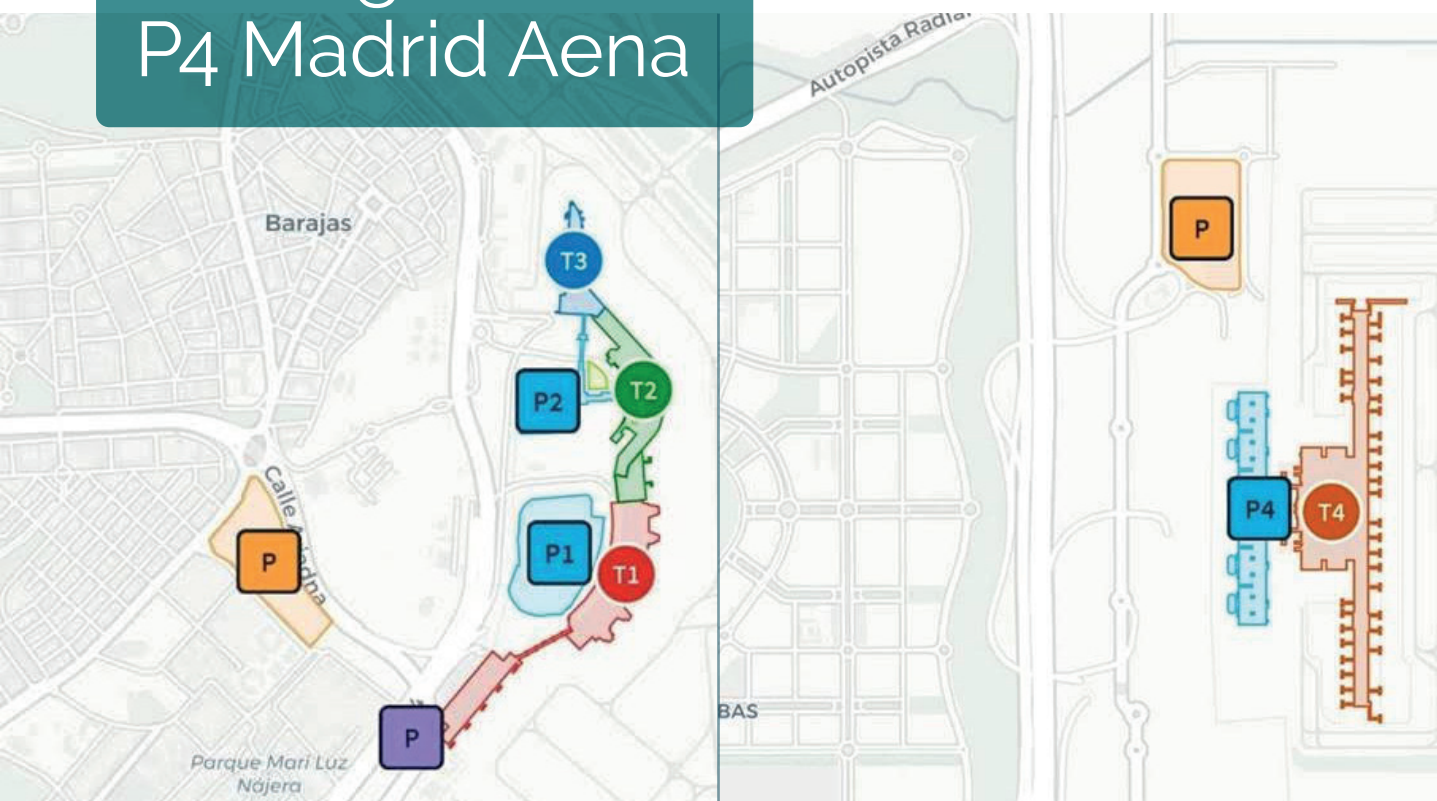 P4 Madrid Aena
Autopista Radial
Barajas
T3
P
P2
T2
Calle A
adna
P1
P
T1
P4
T4
BAS
P
Parque Mari Luz
Nájera